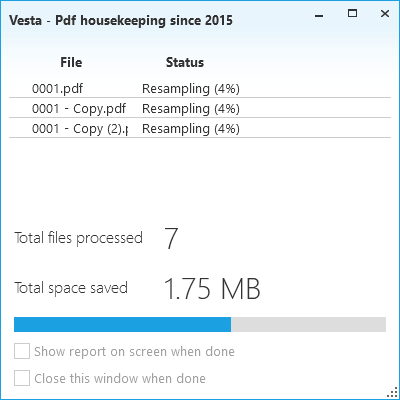 Vesta - Pdf housekeeping since 2015
File Status
0001.pdf Resampling (4%)
0001 - Copy.pdf Resampling (4%)
0001 - Copy (2).p Resampling (4%)
Total files processed 7
Total space saved 1.75 MB
Show report on screen when done
Close this window when done